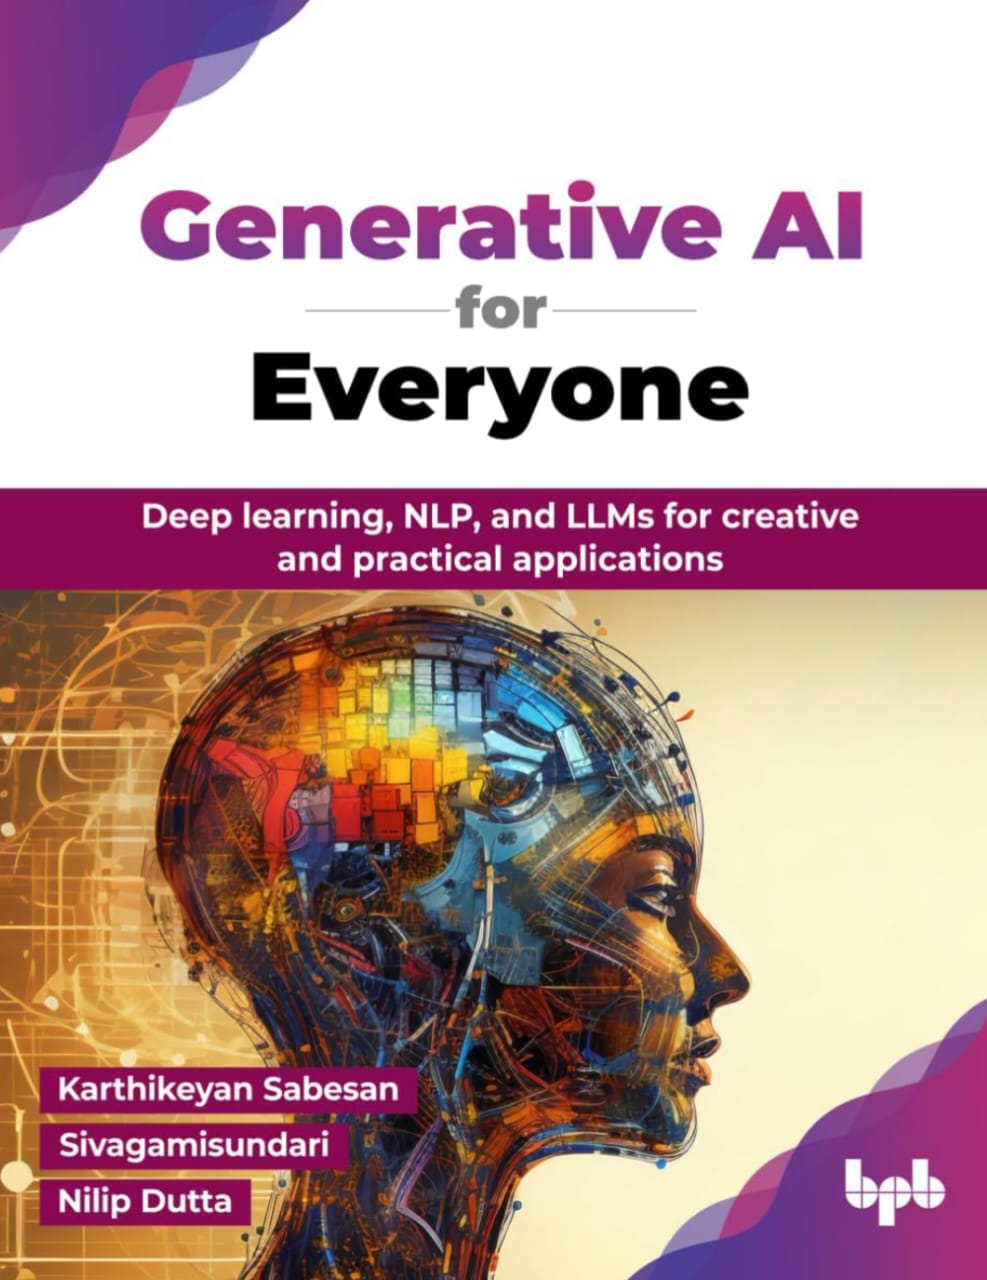 Generative AI
for
Everyone
Deep learning, NLP, and LLMs for creative
and practical applications
Karthikeyan Sabesan
Sivagamisundari
Nilip Dutta
bpb